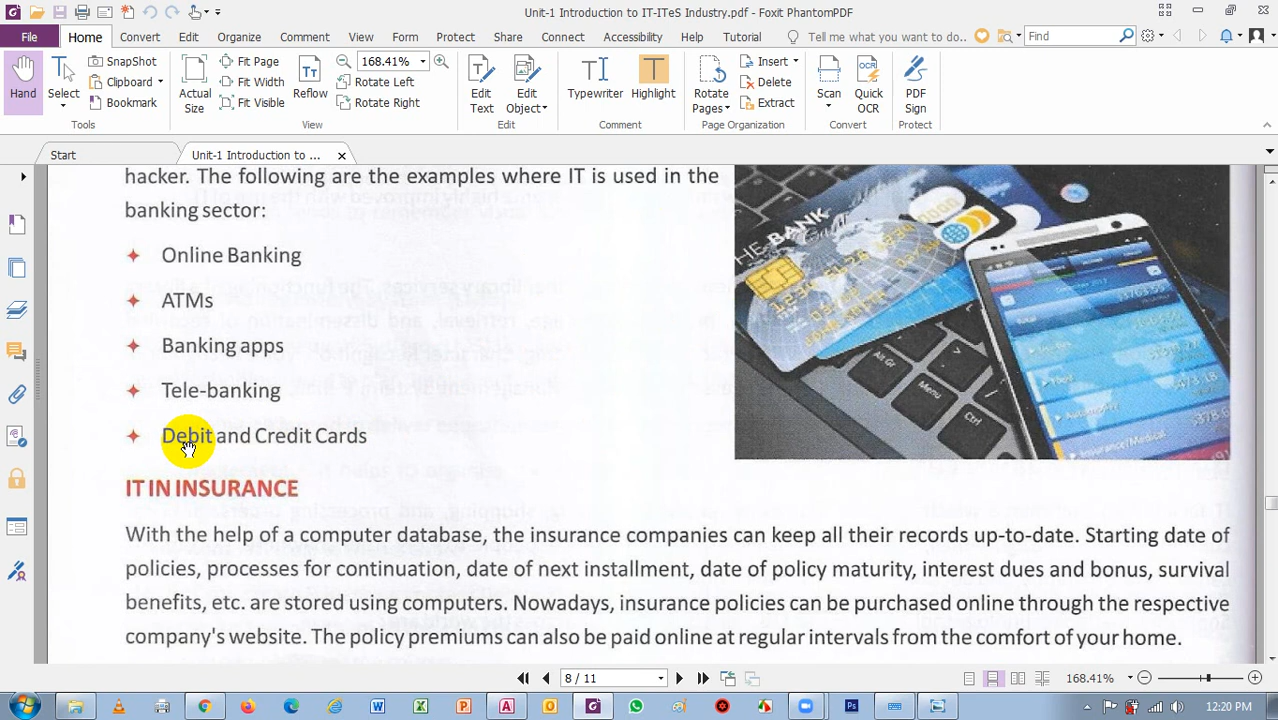 Unit-1 Introduction to IT-ITeS Industry.pdf - Foxit PhantomPDF
File Home Convert Edit Organize Comment View Form Protect Share Connect Accessibility Help Tutorial Tell me what you want to do.. Find
Hand
Select
SnapShot
Clipboard
Bookmark
Tools
Actual Size
Fit Page
Fit Width
Fit Visible
Reflow
168.41%
Rotate Left
Rotate Right
View
Edit Text
Edit Object
Edit
Typewriter
Highlight
Comment
Rotate Pages
Insert
Delete
Extract
Page Organization
Scan
Quick OCR
Convert
PDF Sign
Protect
Start
Unit-1 Introduction to ...
hacker. The following are the examples where IT is used in the
banking sector:
Online Banking
ATMs
Banking apps
Tele-banking
Debit and Credit Cards
HE-BANK
Alt Gr
Menu
Ctrl
Insurance/Medical
IT IN INSURANCE
With the help of a computer database, the insurance companies can keep all their records up-to-date. Starting date of
policies, processes for continuation, date of next installment, date of policy maturity, interest dues and bonus, survival
benefits, etc. are stored using computers. Nowadays, insurance policies can be purchased online through the respective
company's website. The policy premiums can also be paid online at regular intervals from the comfort of your home.
8 / 11
168.41%
12:20 PM